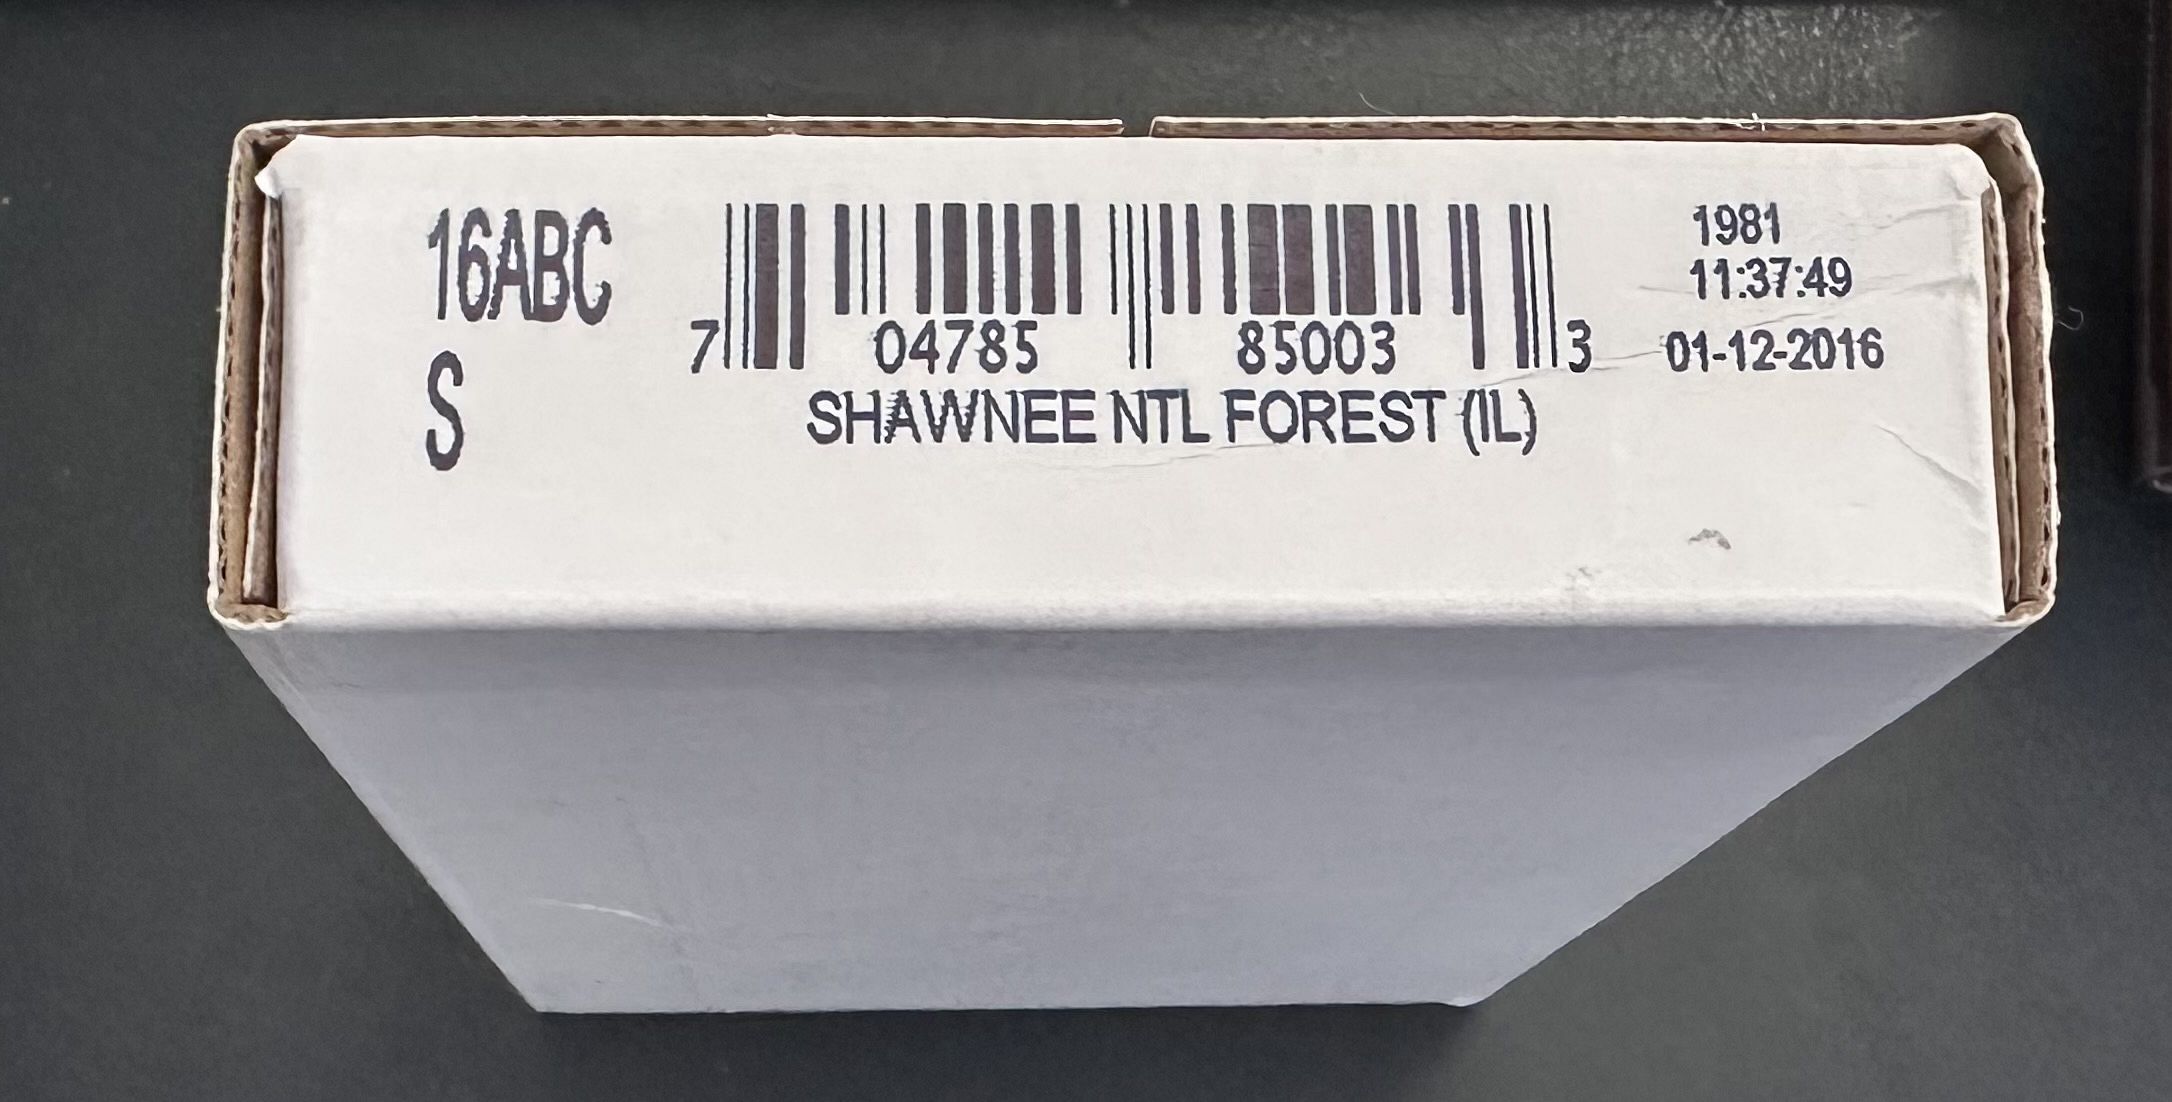 16ABC
S
7 04785 85003 3
SHAWNEE NTL FOREST (IL)
1981
11:37:49
01-12-2016